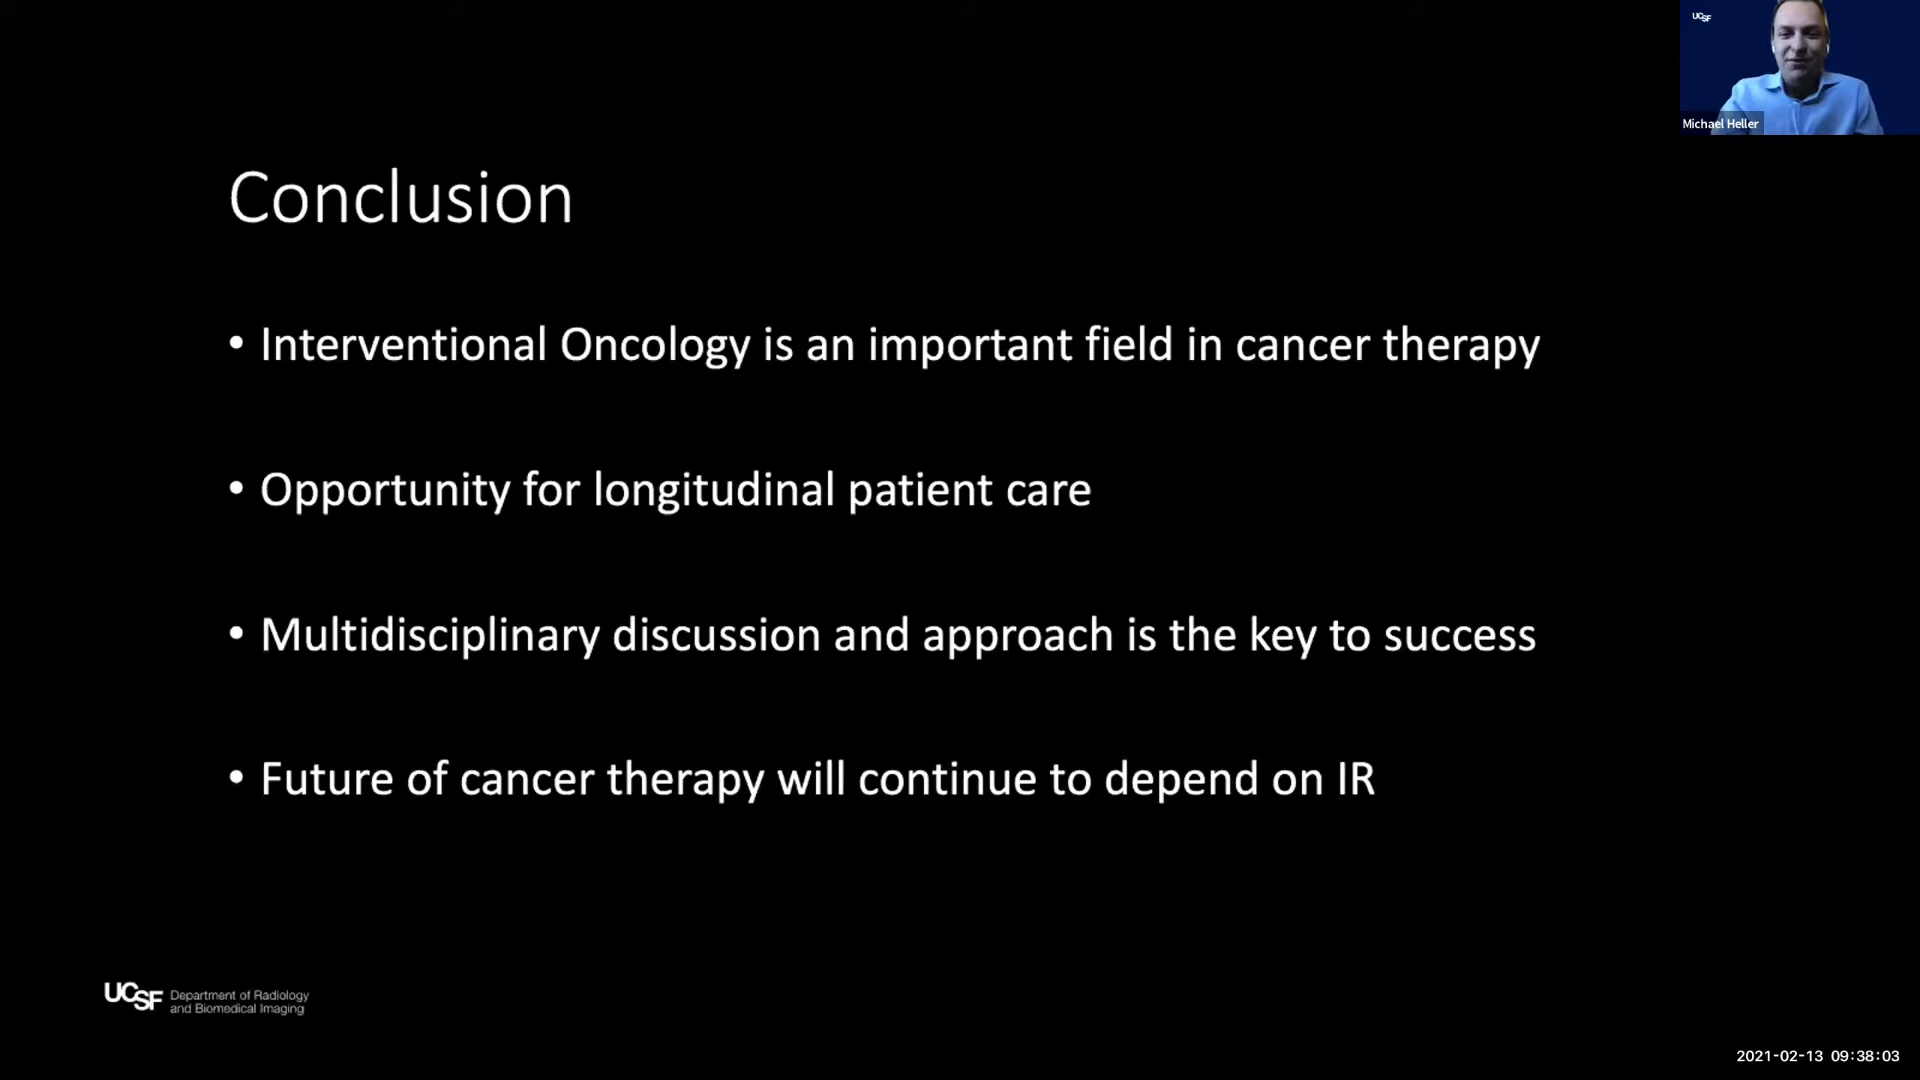 UCSF
Michael Heller
Conclusion
• Interventional Oncology is an important field in cancer therapy
• Opportunity for longitudinal patient care
• Multidisciplinary discussion and approach is the key to success
• Future of cancer therapy will continue to depend on IR
UCSF Department of Radiology
and Biomedical Imaging
2021-02-13 09:38:03